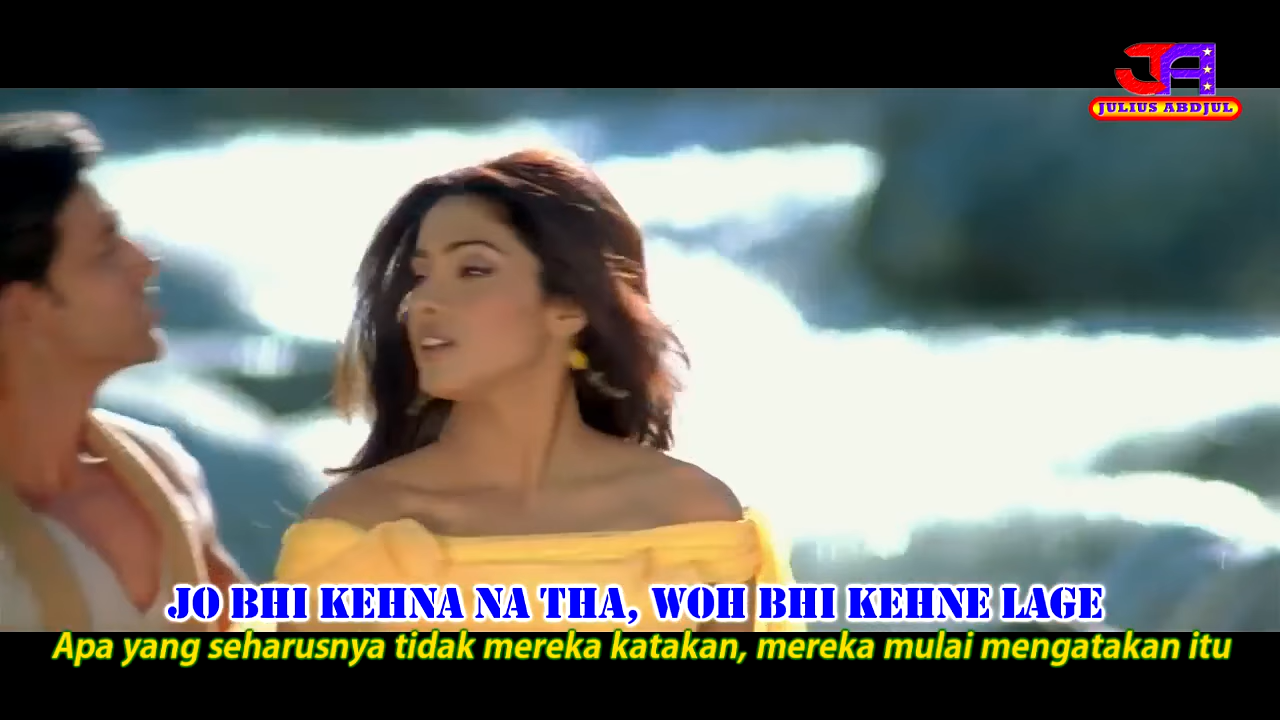 JA
JULIUS ABDJUL
JO BHI KEHNA NA THA, WOH BHI KEHNE LAGE
Apa yang seharusnya tidak mereka katakan, mereka mulai mengatakan itu